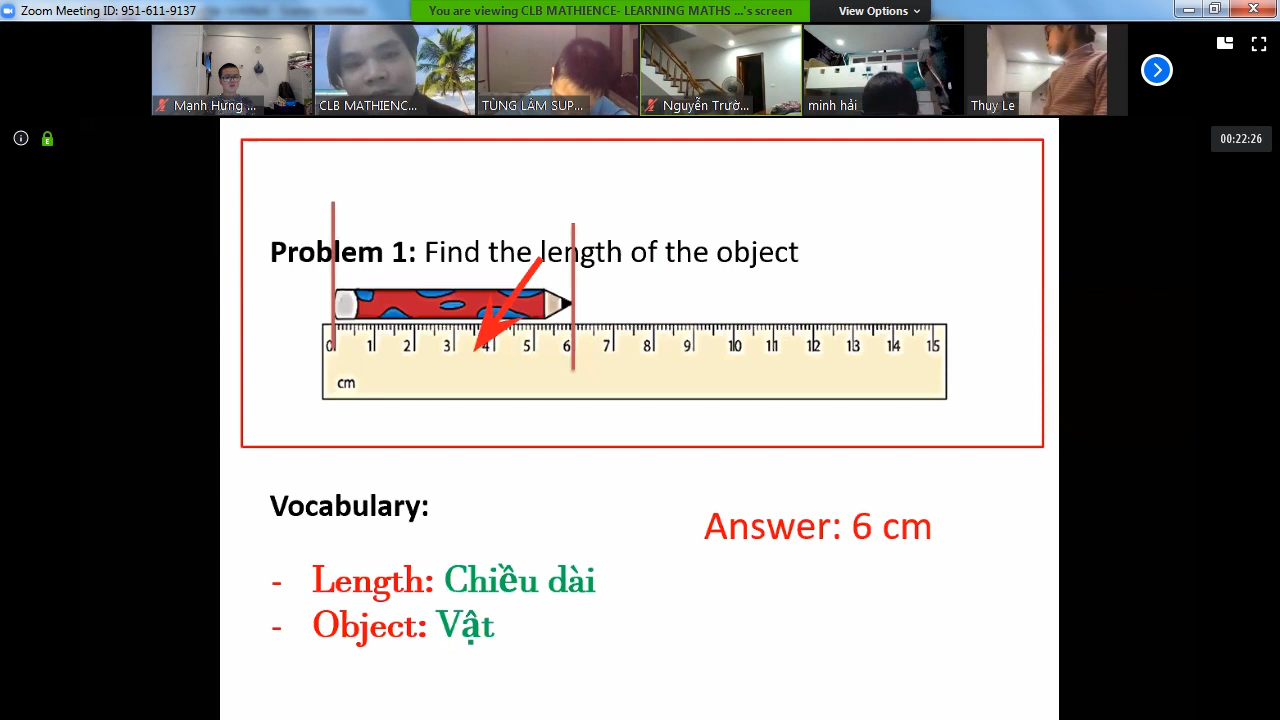 Zoom Meeting ID: 951-611-9137
You are viewing CLB MATHIENCE- LEARNING MATHS ...'s screen
View Options
Mạnh Hưng ...
CLB MATHIENC...
TÙNG LÂM SUP...
Nguyễn Trườ...
minh hải
Thụy Le
00:22:26
Problem 1: Find the length of the object
0 1 2 3 4 5 6 7 8 9 10 11 12 13 14 15
cm
Vocabulary:
Answer: 6 cm
- Length: Chiều dài
- Object: Vật